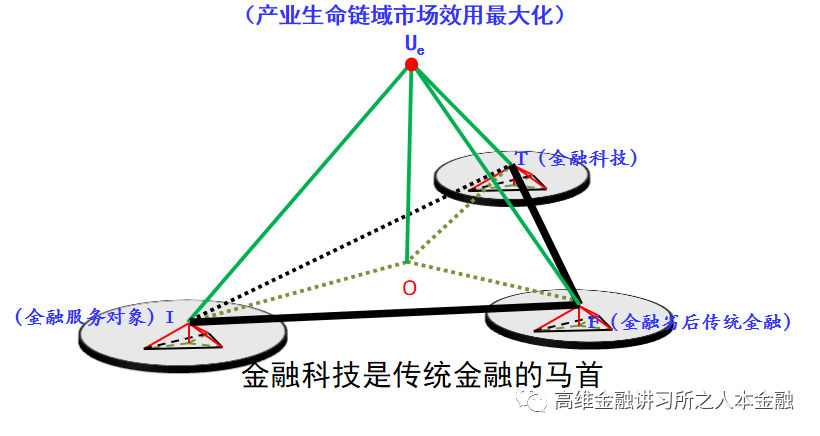 (产业生命链域市场效用最大化)
Ue
T (金融科技)
O
(金融服务对象) I
F (金融劣后传统金融)
金融科技是传统金融的马首
高维金融讲习所之人本金融